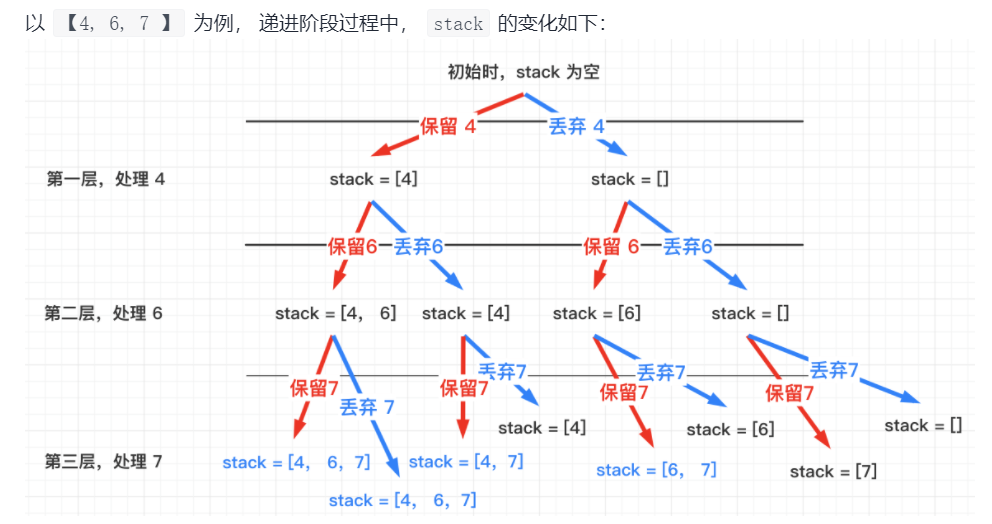 以 【4, 6, 7 】 为例， 递进阶段过程中， stack 的变化如下：
初始时，stack 为空
保留 4 丢弃 4
第一层，处理 4 stack = [4] stack = []
保留6 丢弃6 保留 6 丢弃6
第二层，处理 6 stack = [4， 6] stack = [4] stack = [6] stack = []
保留7 丢弃 7 保留7 丢弃7 保留7 丢弃7 保留7 丢弃7
stack = [4] stack = [6] stack = []
第三层，处理 7 stack = [4， 6，7] stack = [4，7] stack = [6， 7] stack = [7]
stack = [4， 6，7]